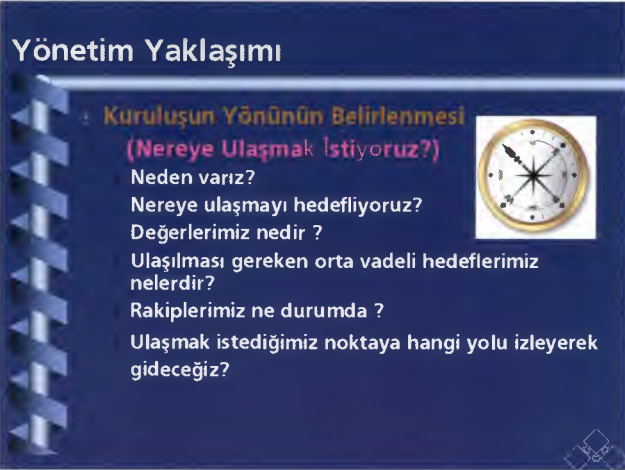 Yönetim Yaklaşımı
Kuruluşun Yönünün Belirlenmesi
(Nereye Ulaşmak İstiyoruz?)
Neden varız?
Nereye ulaşmayı hedefliyoruz?
Değerlerimiz nedir ?
Ulaşılması gereken orta vadeli hedeflerimiz
nelerdir?
Rakiplerimiz ne durumda ?
Ulaşmak istediğimiz noktaya hangi yolu izleyerek
gideceğiz?